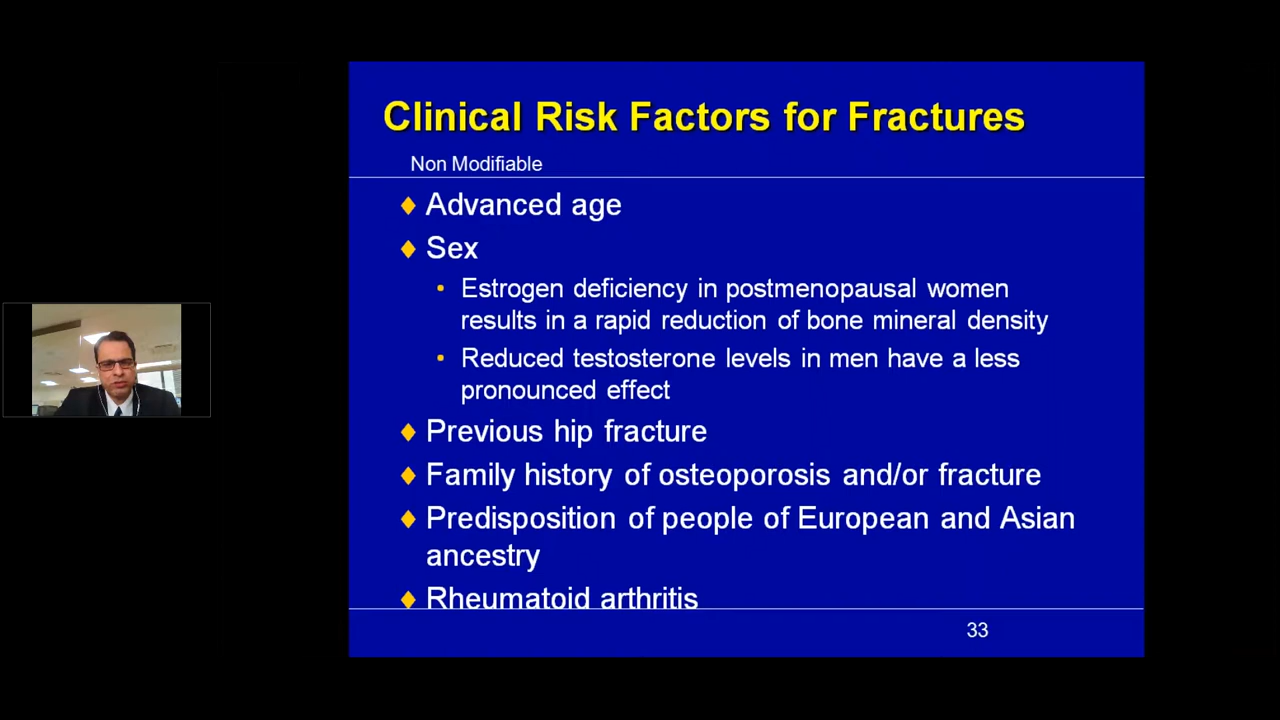 Clinical Risk Factors for Fractures
Non Modifiable
Advanced age
Sex
Estrogen deficiency in postmenopausal women
results in a rapid reduction of bone mineral density
Reduced testosterone levels in men have a less
pronounced effect
Previous hip fracture
Family history of osteoporosis and/or fracture
Predisposition of people of European and Asian
ancestry
Rheumatoid arthritis
33